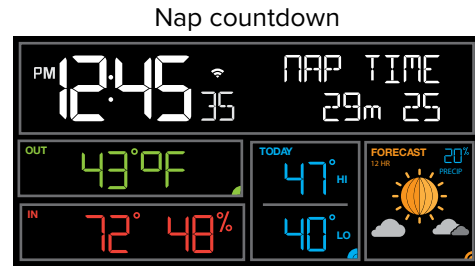 Nap countdown
PM 12:45 35
NAP TIME
29m 25
OUT
43°F
IN
72° 48%
TODAY
47° HI
40° LO
FORECAST
12 HR
20%
PRECIP